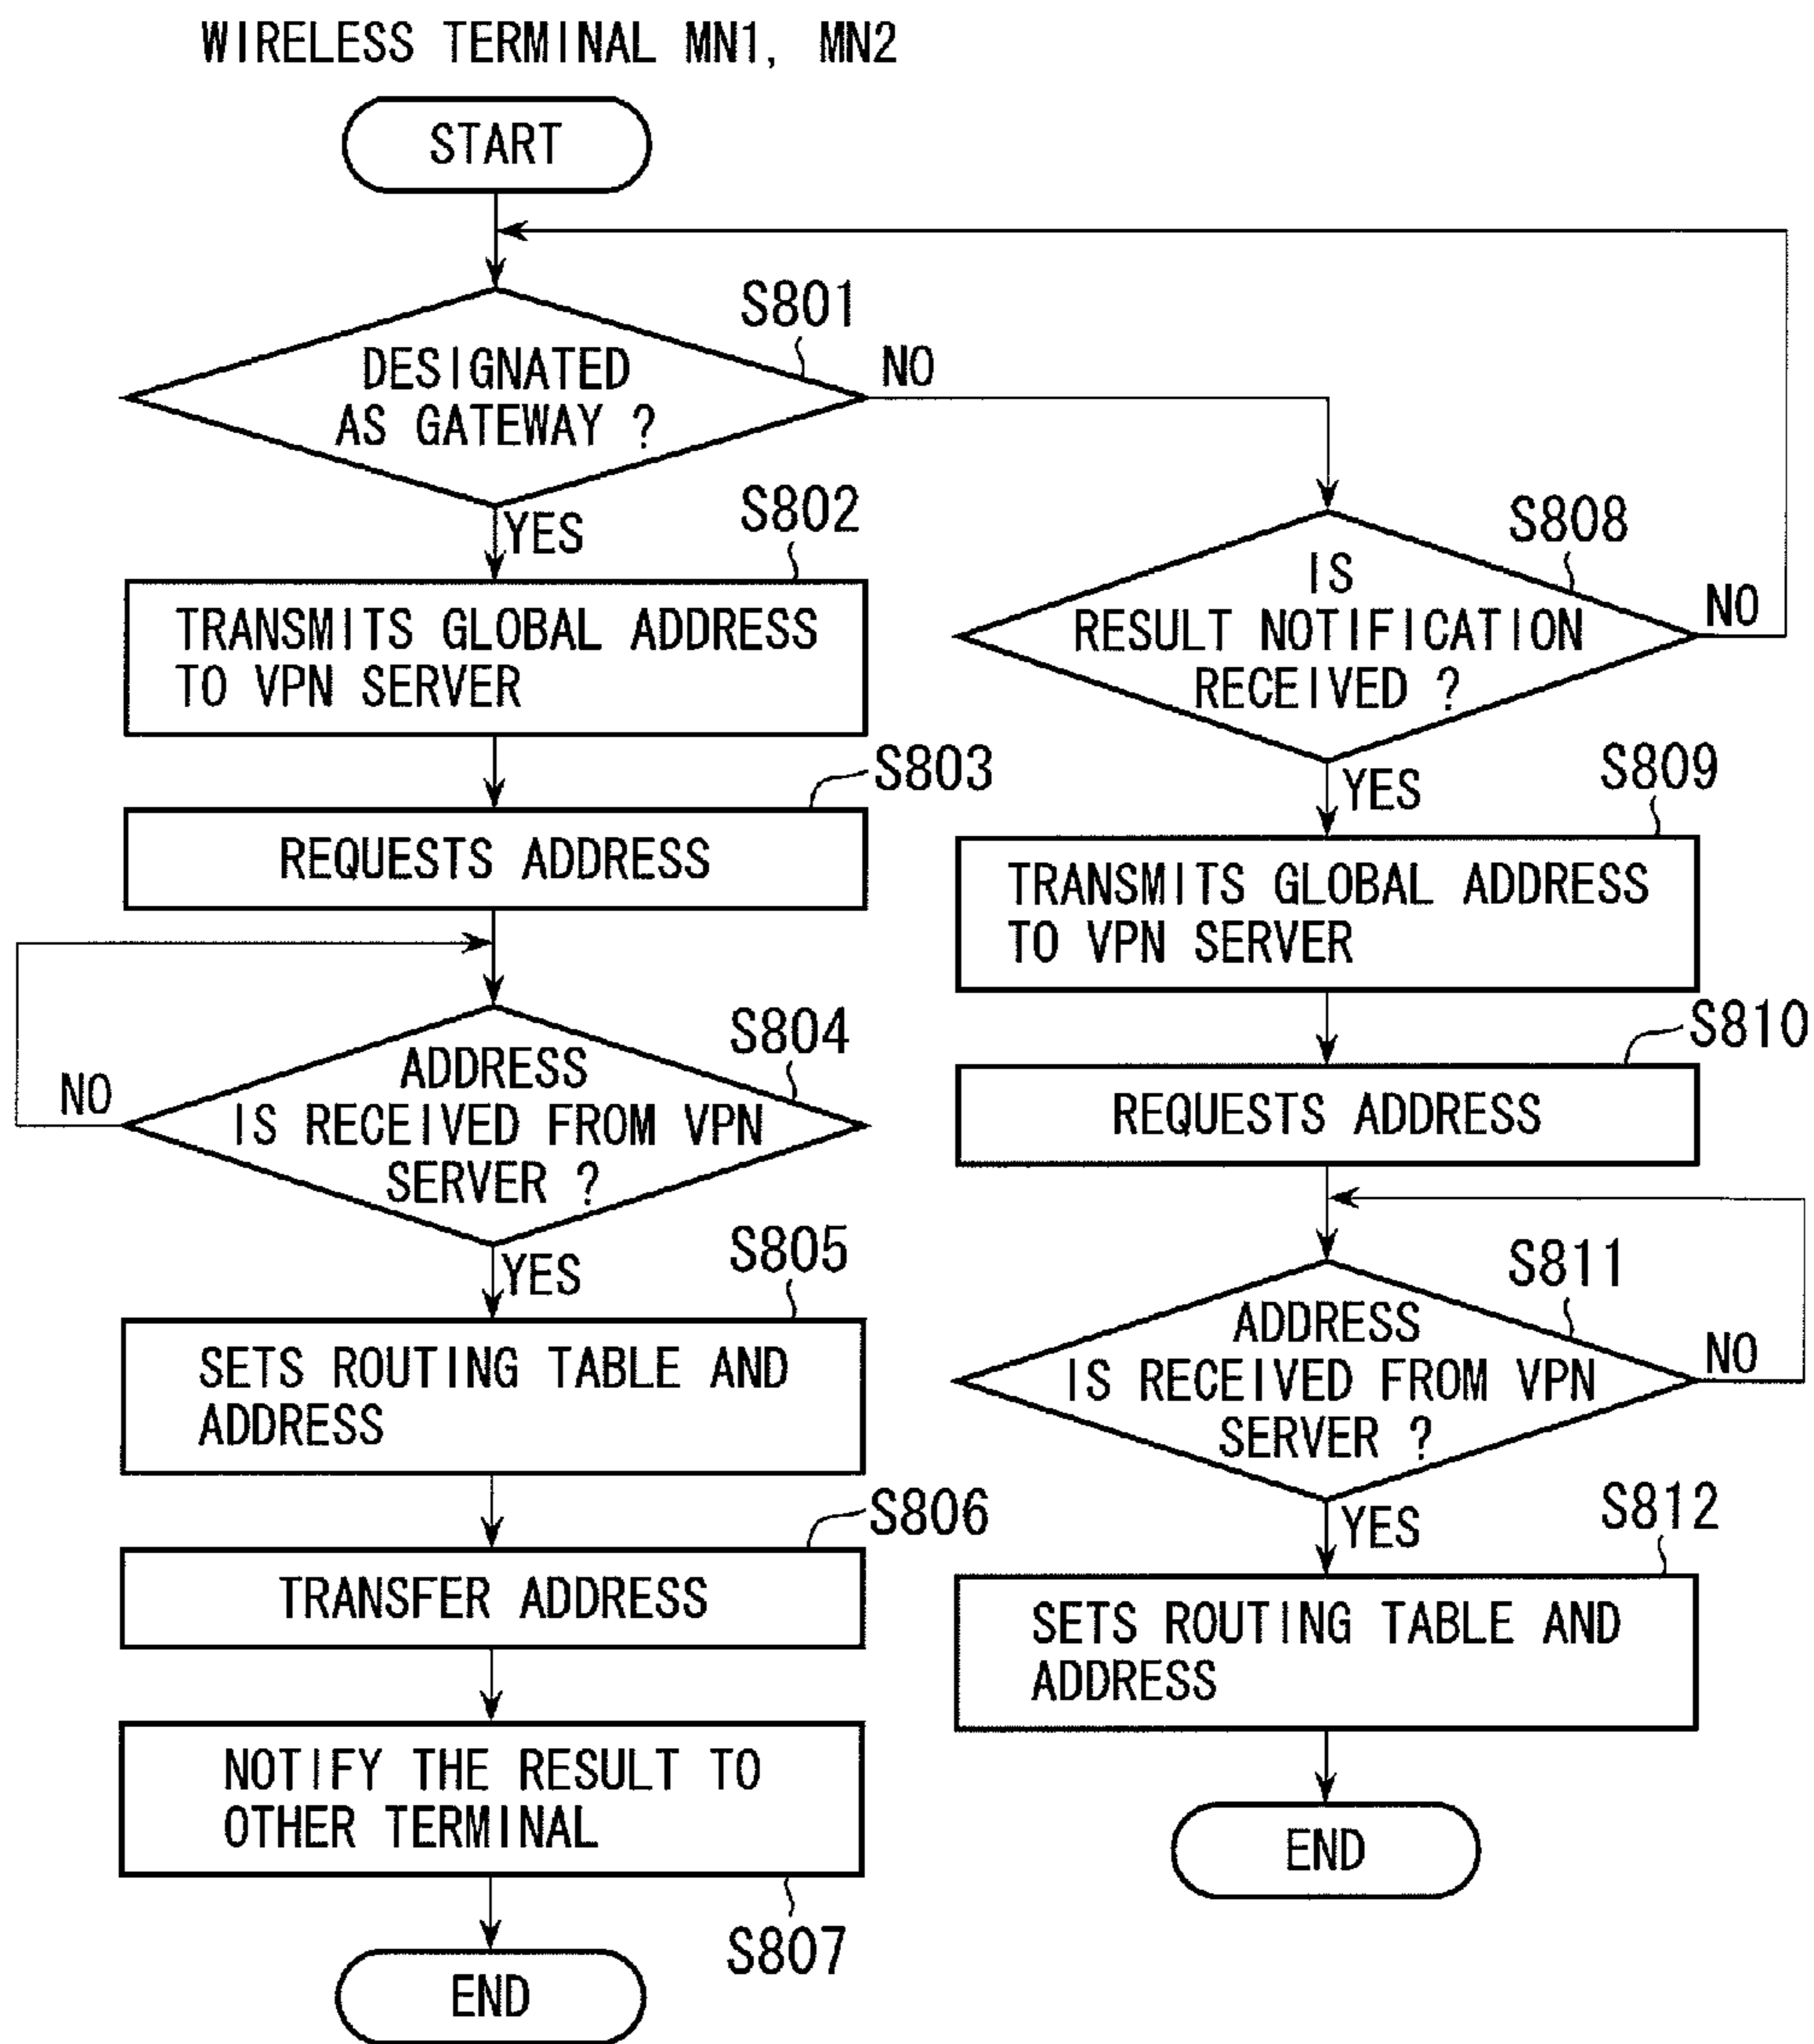 WIRELESS TERMINAL MN1, MN2
START
S801
DESIGNATED
AS GATEWAY ?
NO
YES
S802
TRANSMITS GLOBAL ADDRESS
TO VPN SERVER
S803
REQUESTS ADDRESS
S804
ADDRESS
IS RECEIVED FROM VPN
SERVER ?
NO
YES
S805
SETS ROUTING TABLE AND
ADDRESS
S806
TRANSFER ADDRESS
NOTIFY THE RESULT TO
OTHER TERMINAL
S807
END
S808
IS
RESULT NOTIFICATION
RECEIVED ?
NO
YES
S809
TRANSMITS GLOBAL ADDRESS
TO VPN SERVER
S810
REQUESTS ADDRESS
S811
ADDRESS
IS RECEIVED FROM VPN
SERVER ?
NO
YES
S812
SETS ROUTING TABLE AND
ADDRESS
END